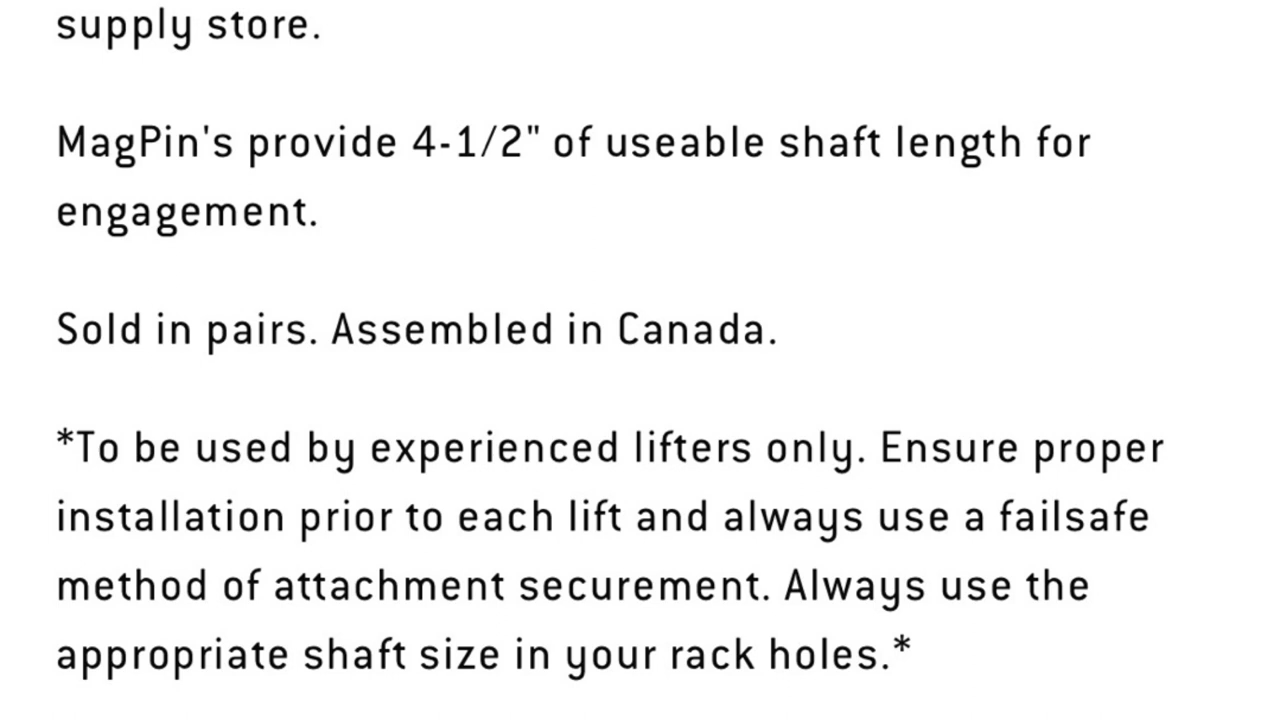 supply store.
MagPin's provide 4-1/2" of useable shaft length for
engagement.
Sold in pairs. Assembled in Canada.
*To be used by experienced lifters only. Ensure proper
installation prior to each lift and always use a failsafe
method of attachment securement. Always use the
appropriate shaft size in your rack holes.*